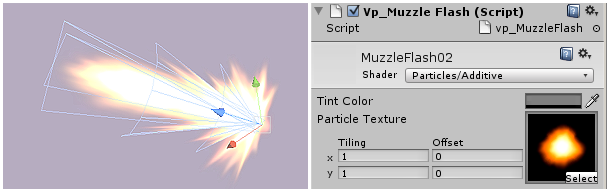 Vp_Muzzle Flash (Script)
Script vp_MuzzleFlash
MuzzleFlash02
Shader Particles/Additive
Tint Color
Particle Texture
Tiling Offset
x 1 0
y 1 0
Select